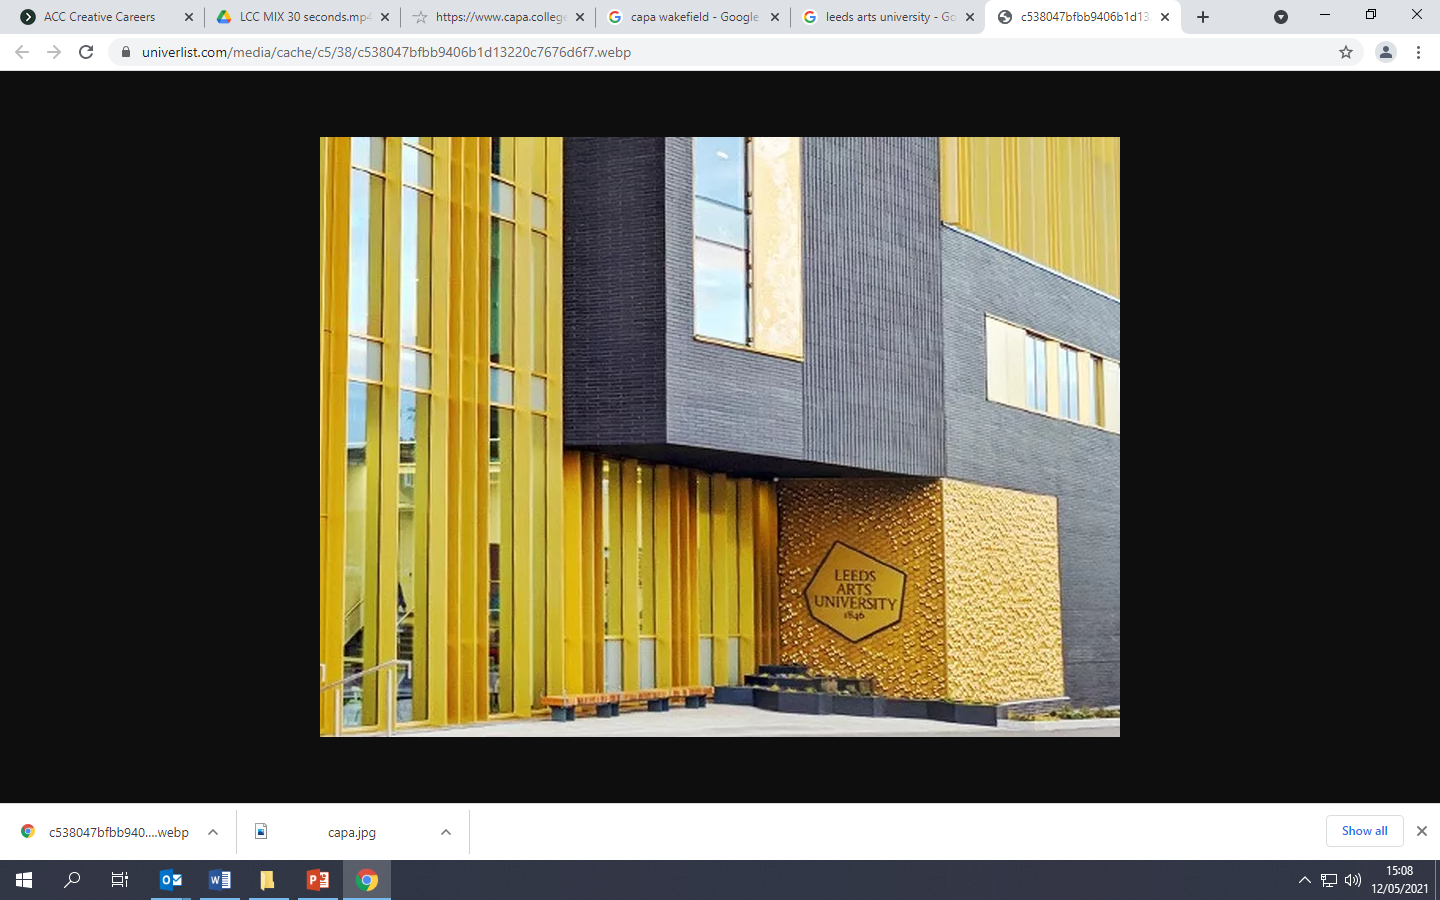 ACC Creative Careers
LCC MIX 30 seconds.mp4
https://www.capa.college
capa wakefield - Google
leeds arts university - Go
c538047bfbb9406b1d13
univerlist.com/media/cache/c5/38/c538047bfbb9406b1d13220c7676d6f7.webp
LEEDS
ARTS
UNIVERSITY
1846
c538047bfbb940....webp
capa.jpg
Show all
15:08
12/05/2021